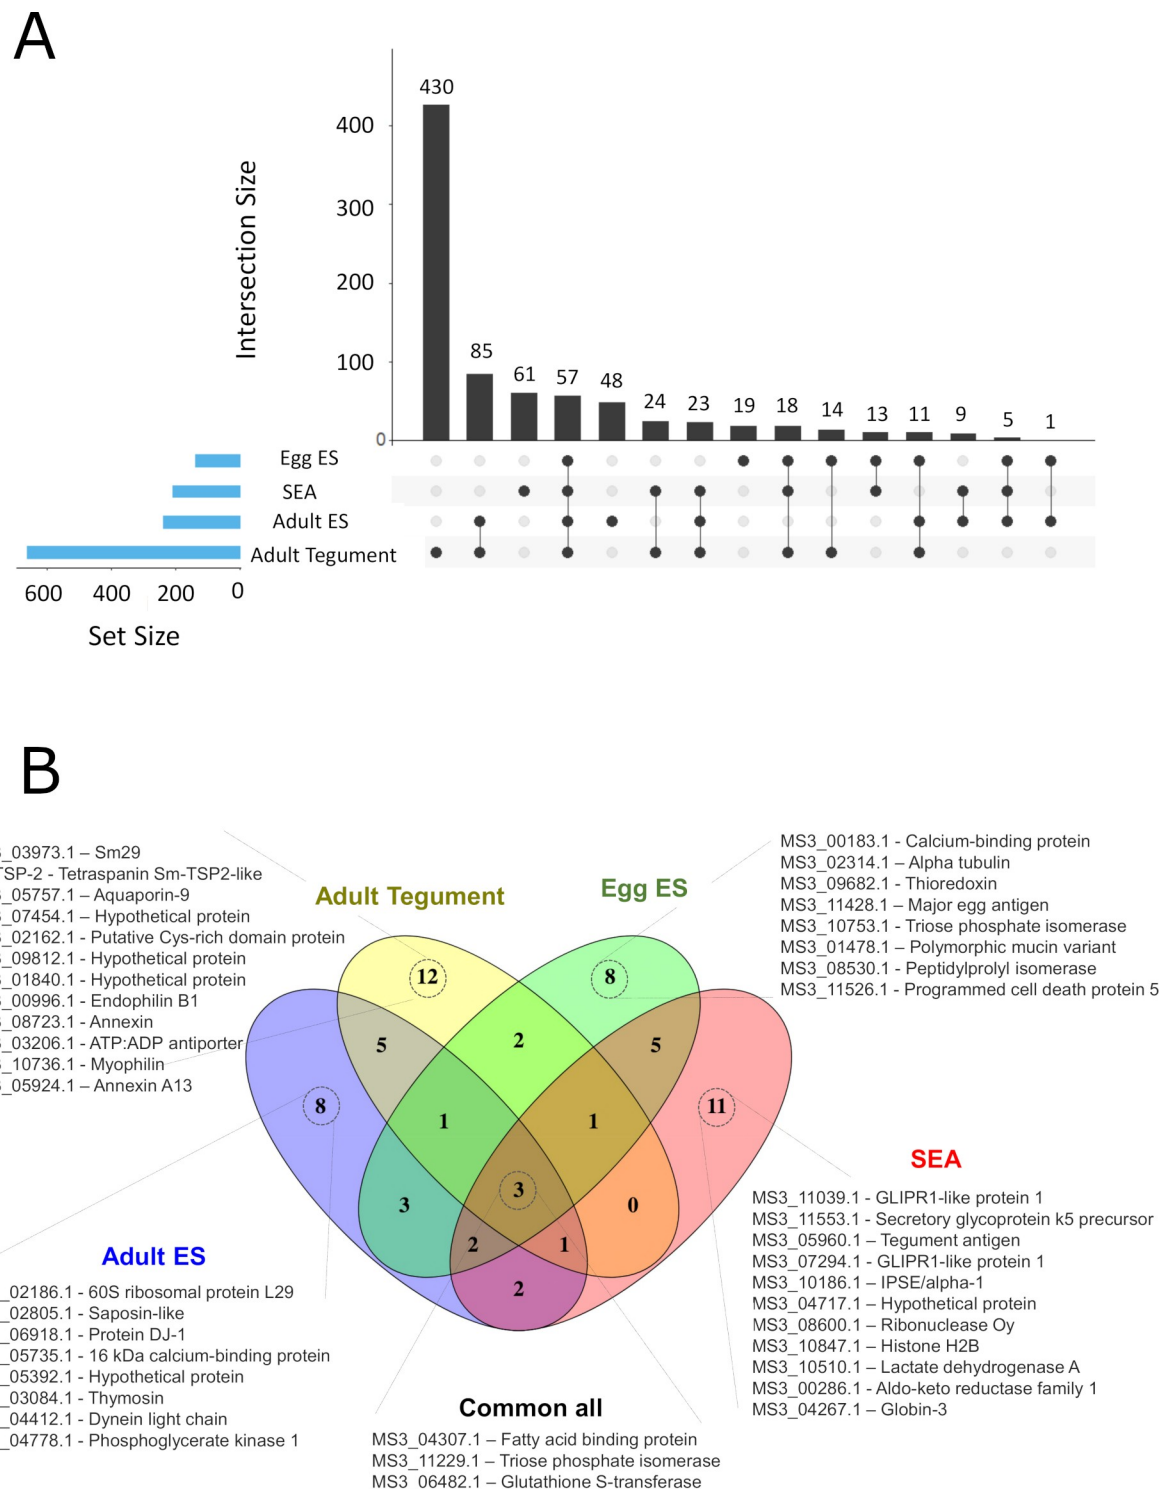 A
430
400
300
200
100
0
Intersection Size
85
61
57
48
24
23
19
18
14
13
11
9
5
1
Egg ES
SEA
Adult ES
Adult Tegument
600 400 200 0
Set Size
B
_03973.1 – Sm29
TSP-2 - Tetraspanin Sm-TSP2-like
_05757.1 – Aquaporin-9
_07454.1 – Hypothetical protein
_02162.1 - Putative Cys-rich domain protein
_09812.1 – Hypothetical protein
_01840.1 - Hypothetical protein
_00996.1 - Endophilin B1
_08723.1 - Annexin
_03206.1 - ATP:ADP antiporter
_10736.1 - Myophilin
_05924.1 – Annexin A13
Adult Tegument
Egg ES
MS3_00183.1 - Calcium-binding protein
MS3_02314.1 – Alpha tubulin
MS3_09682.1 - Thioredoxin
MS3_11428.1 – Major egg antigen
MS3_10753.1 - Triose phosphate isomerase
MS3_01478.1 – Polymorphic mucin variant
MS3_08530.1 – Peptidylprolyl isomerase
MS3_11526.1 - Programmed cell death protein 5
12
8
5
2
5
8
11
1
1
3
3
0
2
1
2
SEA
MS3_11039.1 - GLIPR1-like protein 1
MS3_11553.1 - Secretory glycoprotein k5 precursor
MS3_05960.1 – Tegument antigen
MS3_07294.1 - GLIPR1-like protein 1
MS3_10186.1 – IPSE/alpha-1
MS3_04717.1 – Hypothetical protein
MS3_08600.1 – Ribonuclease Oy
MS3_10847.1 – Histone H2B
MS3_10510.1 – Lactate dehydrogenase A
MS3_00286.1 - Aldo-keto reductase family 1
MS3_04267.1 – Globin-3
Adult ES
_02186.1 - 60S ribosomal protein L29
_02805.1 - Saposin-like
_06918.1 - Protein DJ-1
_05735.1 - 16 kDa calcium-binding protein
_05392.1 - Hypothetical protein
_03084.1 - Thymosin
_04412.1 - Dynein light chain
_04778.1 - Phosphoglycerate kinase 1
Common all
MS3_04307.1 – Fatty acid binding protein
MS3_11229.1 – Triose phosphate isomerase
MS3_06482.1 – Glutathione S-transferase